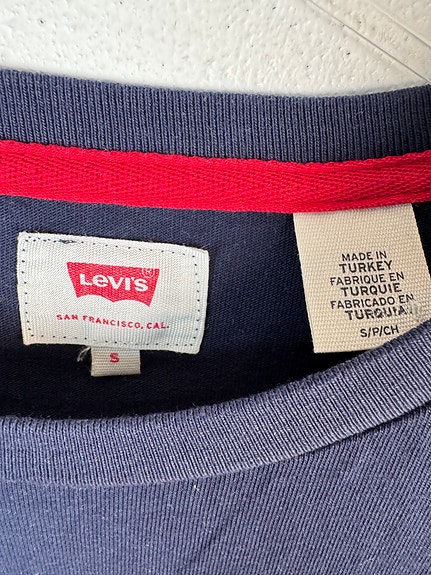 Levi's®
SAN FRANCISCO, CAL.
S
MADE IN
TURKEY
FABRIQUE EN
TURQUIE
FABRICADO EN
TURQUIA
S/P/CH